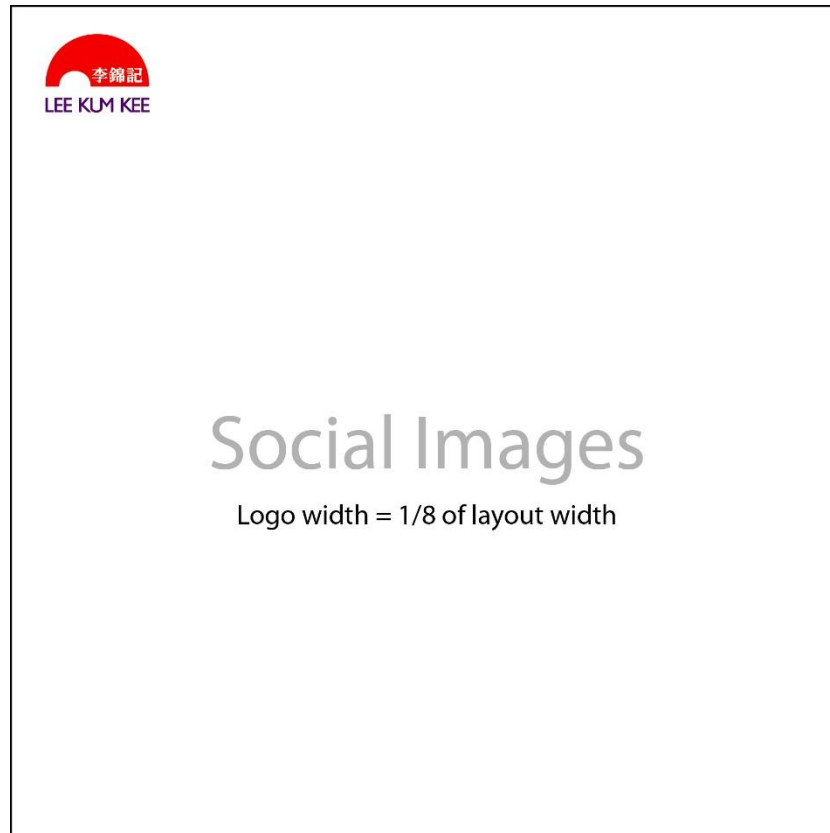 李錦記
LEE KUM KEE
Social Images
Logo width = 1/8 of layout width